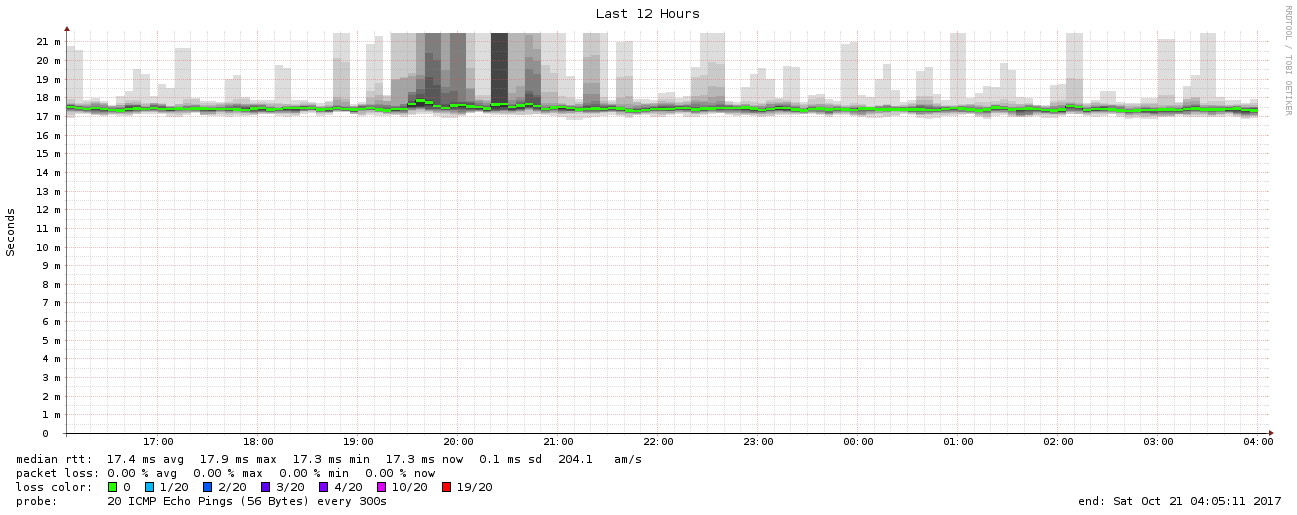 Last 12 Hours
RRDTOOL / TOBI OETIKER
Seconds
21 m
20 m
19 m
18 m
17 m
16 m
15 m
14 m
13 m
12 m
11 m
10 m
9 m
8 m
7 m
6 m
5 m
4 m
3 m
2 m
1 m
0
17:00 18:00 19:00 20:00 21:00 22:00 23:00 00:00 01:00 02:00 03:00 04:00
median rtt: 17.4 ms avg 17.9 ms max 17.3 ms min 17.3 ms now 0.1 ms sd 204.1 am/s
packet loss: 0.00 % avg 0.00 % max 0.00 % min 0.00 % now
loss color: 0 1/20 2/20 3/20 4/20 10/20 19/20
probe: 20 ICMP Echo Pings (56 Bytes) every 300s end: Sat Oct 21 04:05:11 2017